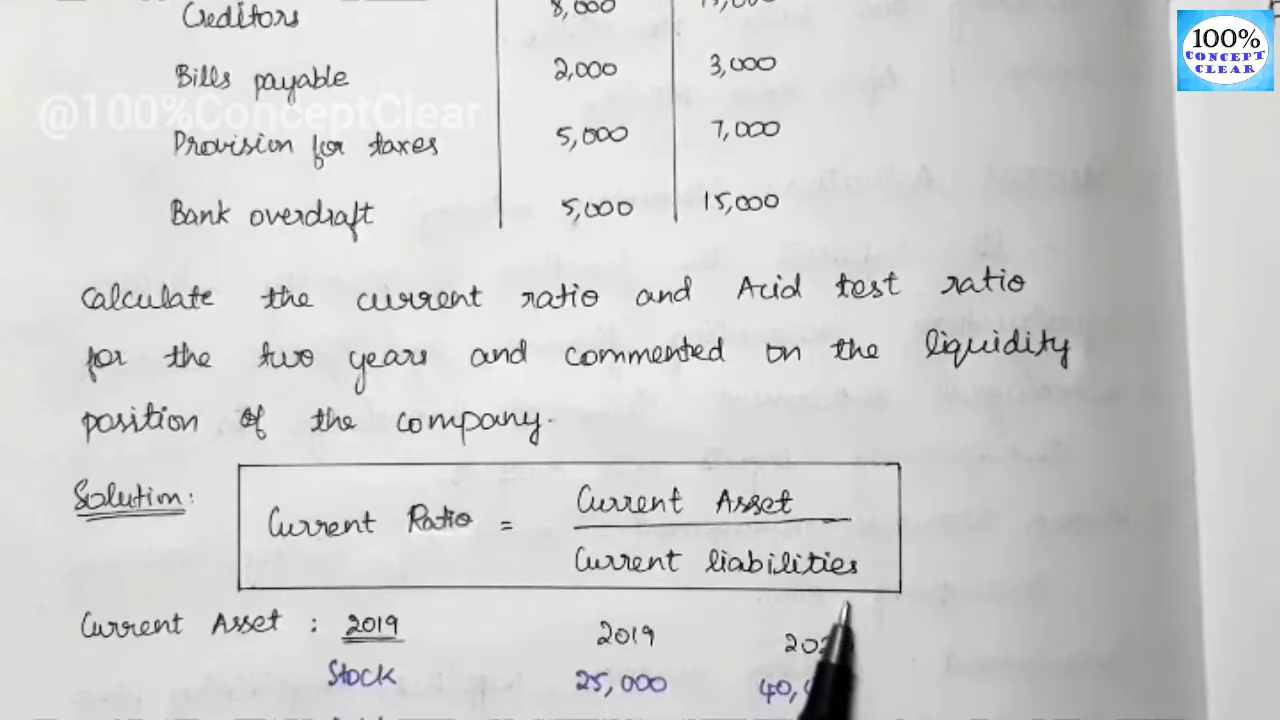 100%
CONCEPT
CLEAR
Creditors 8,000
Bills payable 2,000 3,000
@100%ConceptClear
Provision for taxes 5,000 7,000
Bank overdraft 5,000 15,000
Calculate the current ratio and Acid test ratio
for the two years and commented on the liquidity
position of the company.
Solution: Current Ratio = Current Asset
Current liabilities
Current Asset : 2019 2019
Stock 25,000